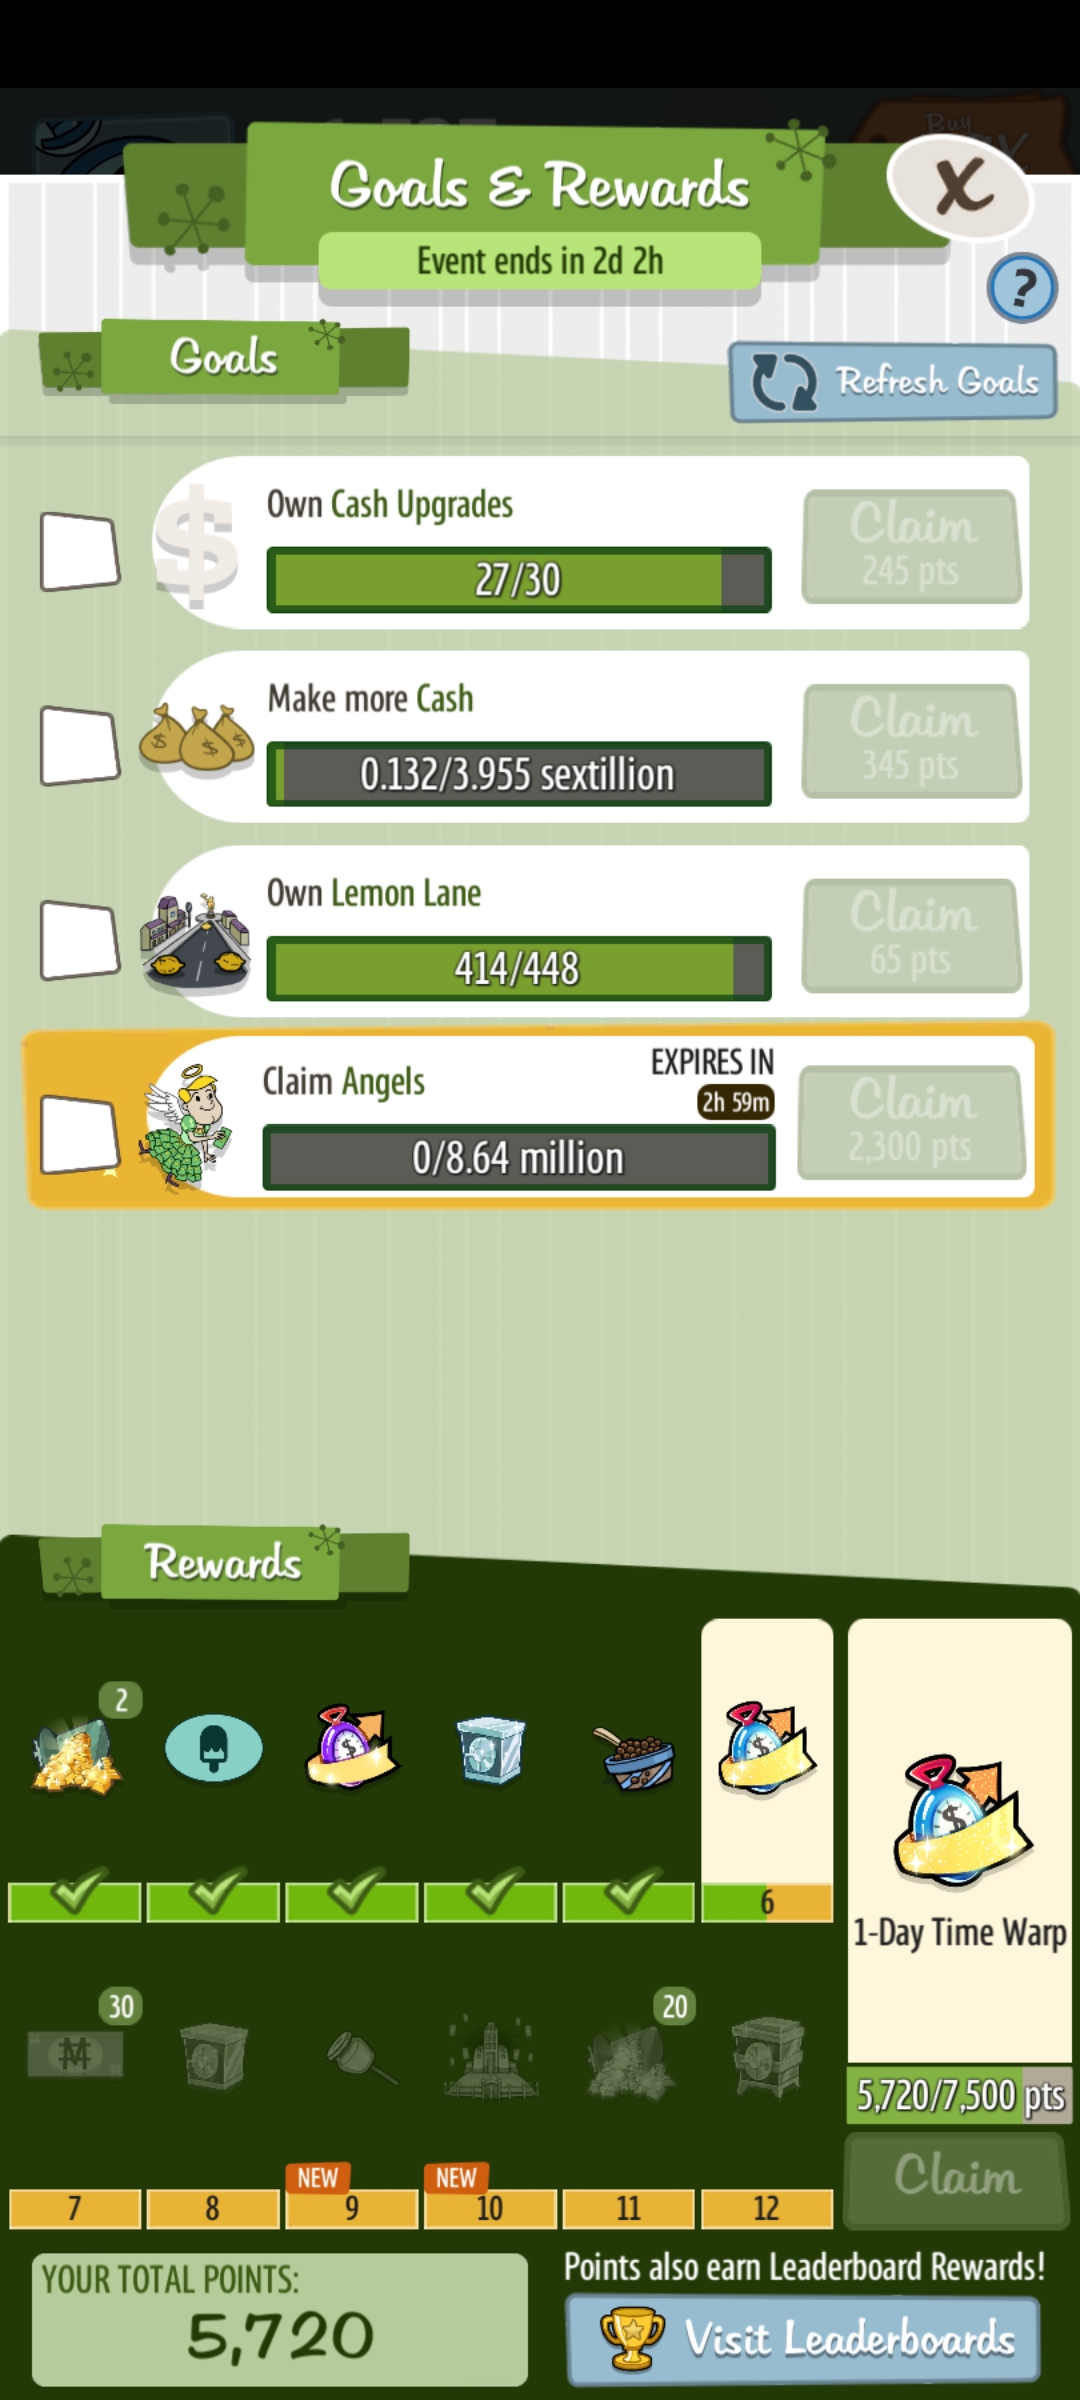 Buy
Goals & Rewards
X
Event ends in 2d 2h
?
Goals
Refresh Goals
Own Cash Upgrades
27/30
Claim
245 pts
Make more Cash
0.132/3.955 sextillion
Claim
345 pts
Own Lemon Lane
414/448
Claim
65 pts
Claim Angels
EXPIRES IN
2h 59m
0/8.64 million
Claim
2,300 pts
Rewards
2
6
1-Day Time Warp
30
20
5,720/7,500 pts
NEW
NEW
7
8
9
10
11
12
Claim
YOUR TOTAL POINTS:
5,720
Points also earn Leaderboard Rewards!
Visit Leaderboards